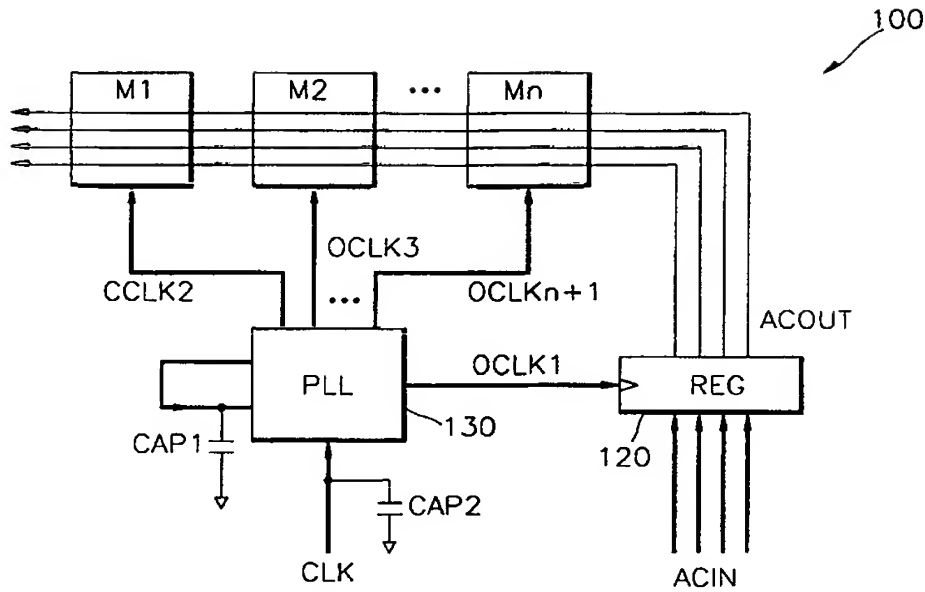 100
M1
M2
...
Mn
OCLK3
CCLK2
...
OCLKn+1
ACOUT
OCLK1
PLL
REG
130
CAP1
120
CAP2
CLK
ACIN